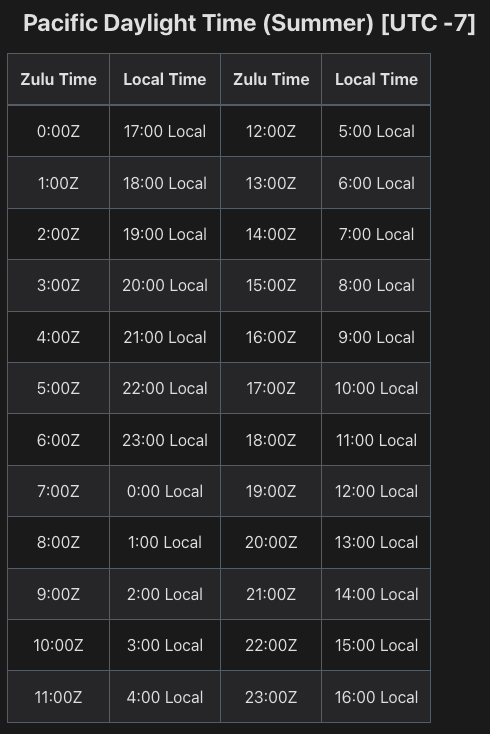 Pacific Daylight Time (Summer) [UTC -7]
Zulu Time Local Time Zulu Time Local Time
0:00Z 17:00 Local 12:00Z 5:00 Local
1:00Z 18:00 Local 13:00Z 6:00 Local
2:00Z 19:00 Local 14:00Z 7:00 Local
3:00Z 20:00 Local 15:00Z 8:00 Local
4:00Z 21:00 Local 16:00Z 9:00 Local
5:00Z 22:00 Local 17:00Z 10:00 Local
6:00Z 23:00 Local 18:00Z 11:00 Local
7:00Z 0:00 Local 19:00Z 12:00 Local
8:00Z 1:00 Local 20:00Z 13:00 Local
9:00Z 2:00 Local 21:00Z 14:00 Local
10:00Z 3:00 Local 22:00Z 15:00 Local
11:00Z 4:00 Local 23:00Z 16:00 Local